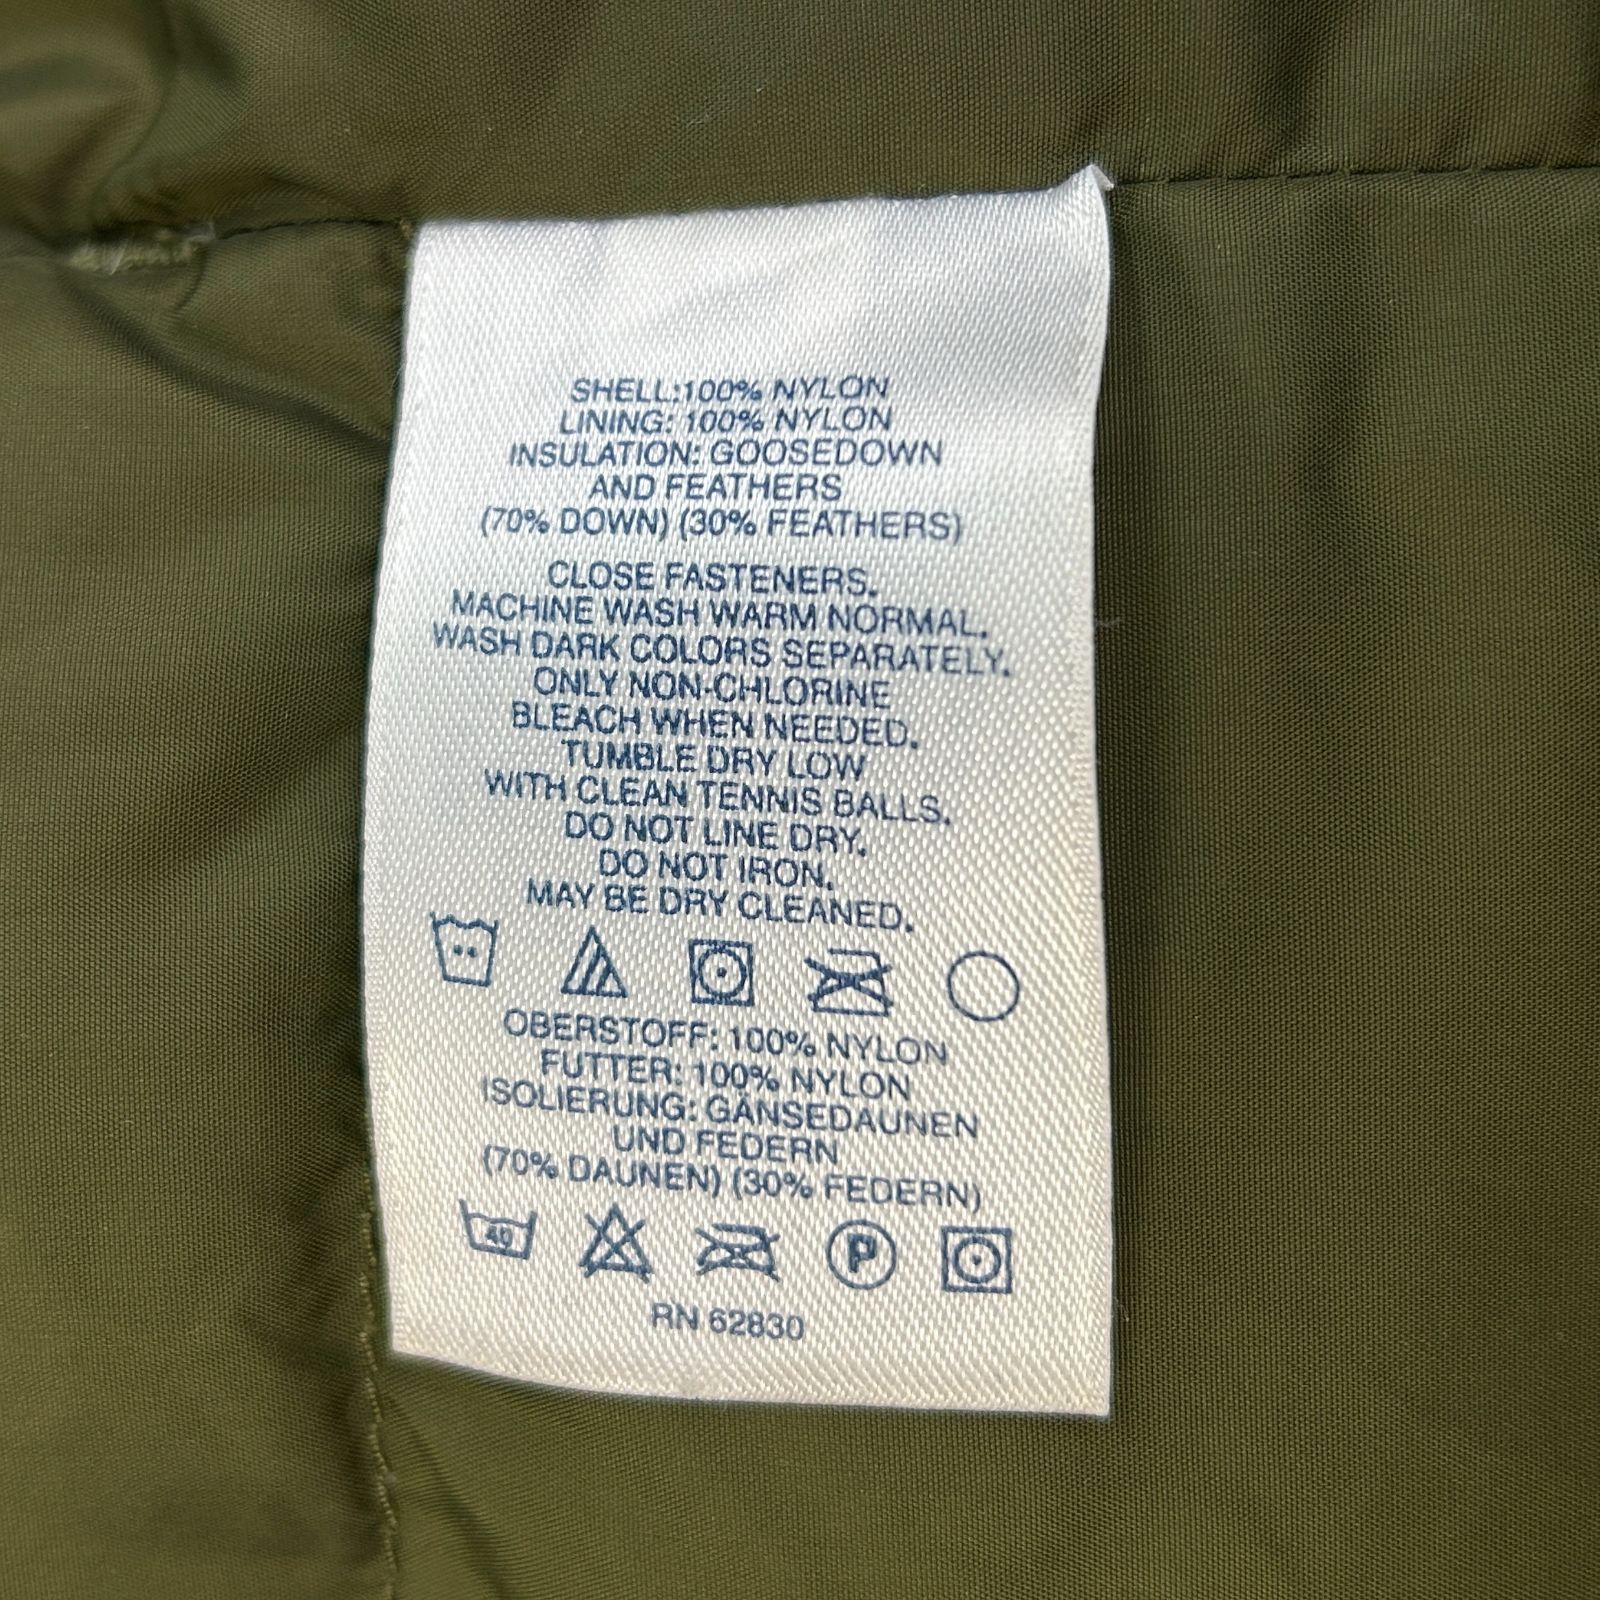 SHELL:100% NYLON
LINING: 100% NYLON
INSULATION: GOOSEDOWN
AND FEATHERS
(70% DOWN) (30% FEATHERS)
CLOSE FASTENERS.
MACHINE WASH WARM NORMAL.
WASH DARK COLORS SEPARATELY.
ONLY NON-CHLORINE
BLEACH WHEN NEEDED.
TUMBLE DRY LOW
WITH CLEAN TENNIS BALLS.
DO NOT LINE DRY.
DO NOT IRON.
MAY BE DRY CLEANED.
OBERSTOFF: 100% NYLON
FUTTER: 100% NYLON
ISOLIERUNG: GÄNSEDAUNEN
UND FEDERN
(70% DAUNEN) (30% FEDERN)
40 P
RN 62830